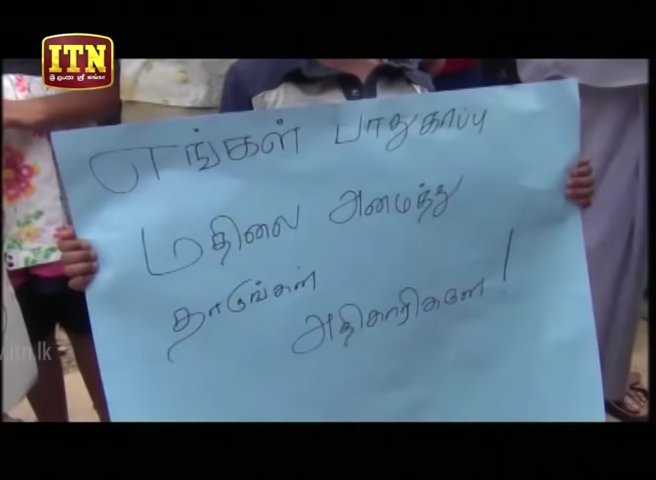 ITN
எங்கள் பாதுகாப்பு
மதிலை அமைத்து
தாருங்கள்
அதிகாரிகளே!
itn.lk